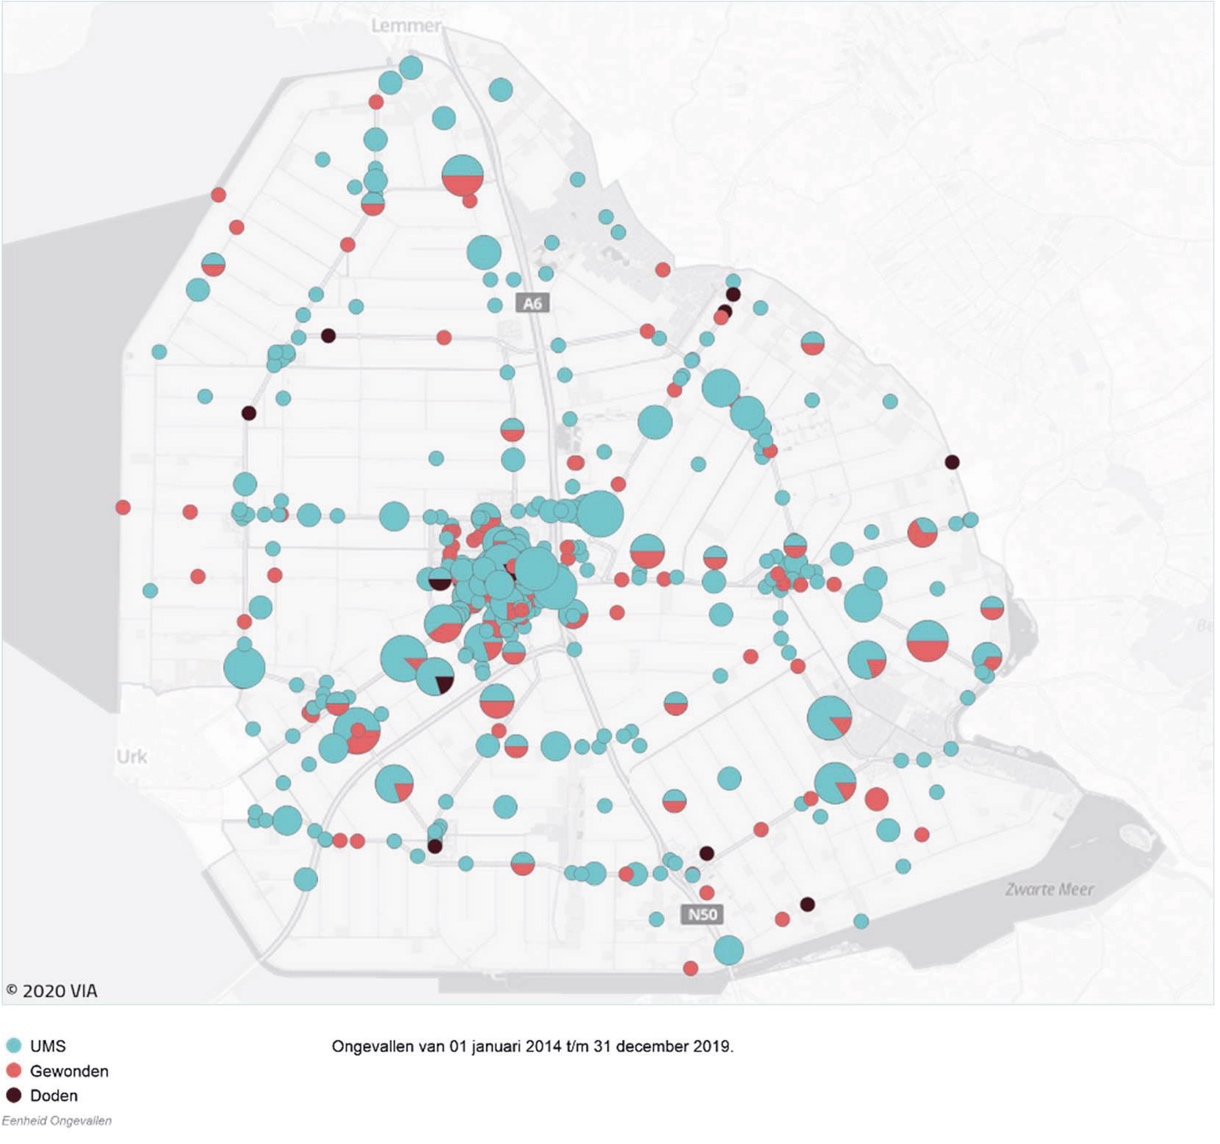 Lemmer
A6
Urk
Zwarte Meer
N50
© 2020 VIA
UMS
Ongevallen van 01 januari 2014 t/m 31 december 2019.
Gewonden
Doden
Eenheid Ongevallen